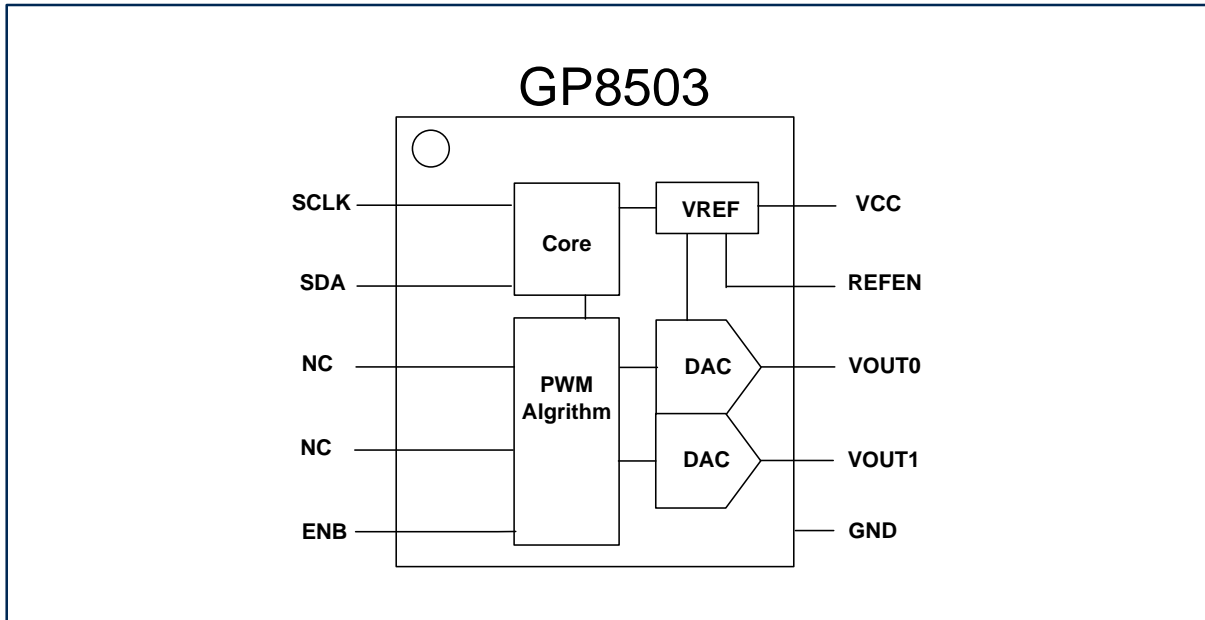 GP8503
SCLK
SDA
NC
NC
ENB
Core
PWM
Algrithm
VREF
DAC
DAC
VCC
REFEN
VOUT0
VOUT1
GND